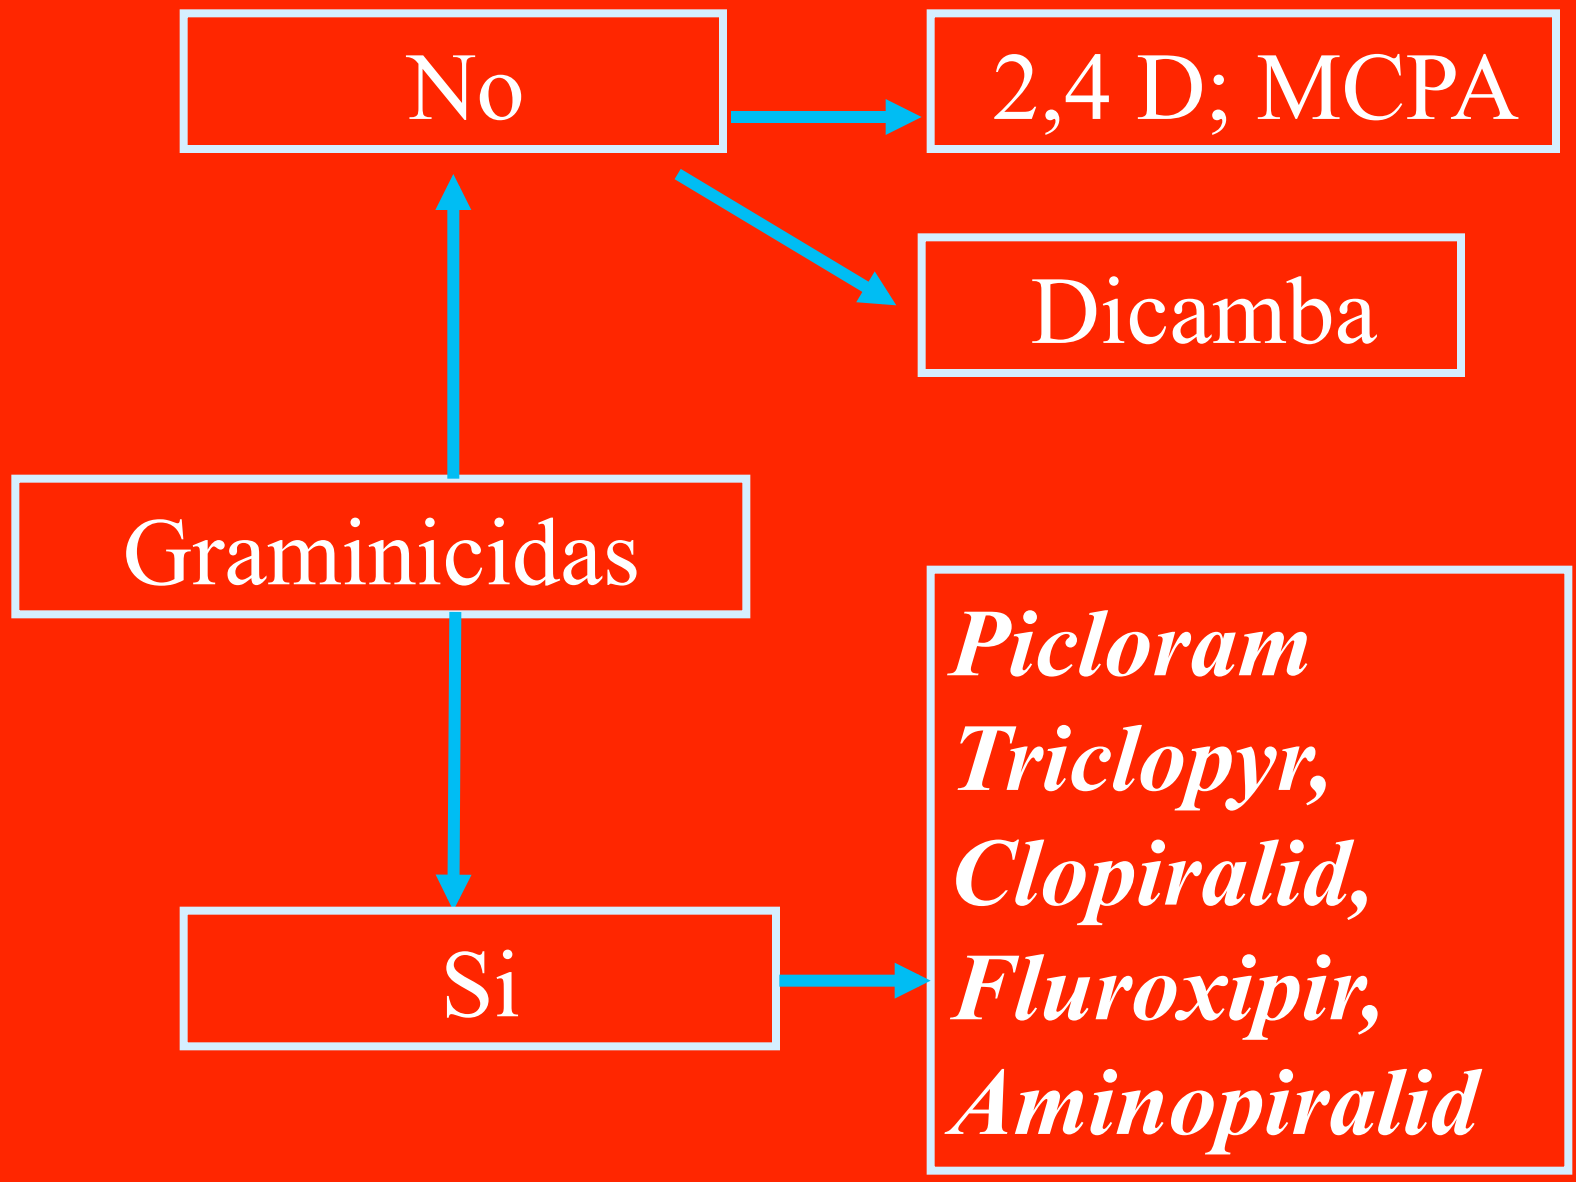 No
2,4 D; MCPA
Dicamba
Graminicidas
Si
Picloram
Triclopyr,
Clopiralid,
Fluroxipir,
Aminopiralid